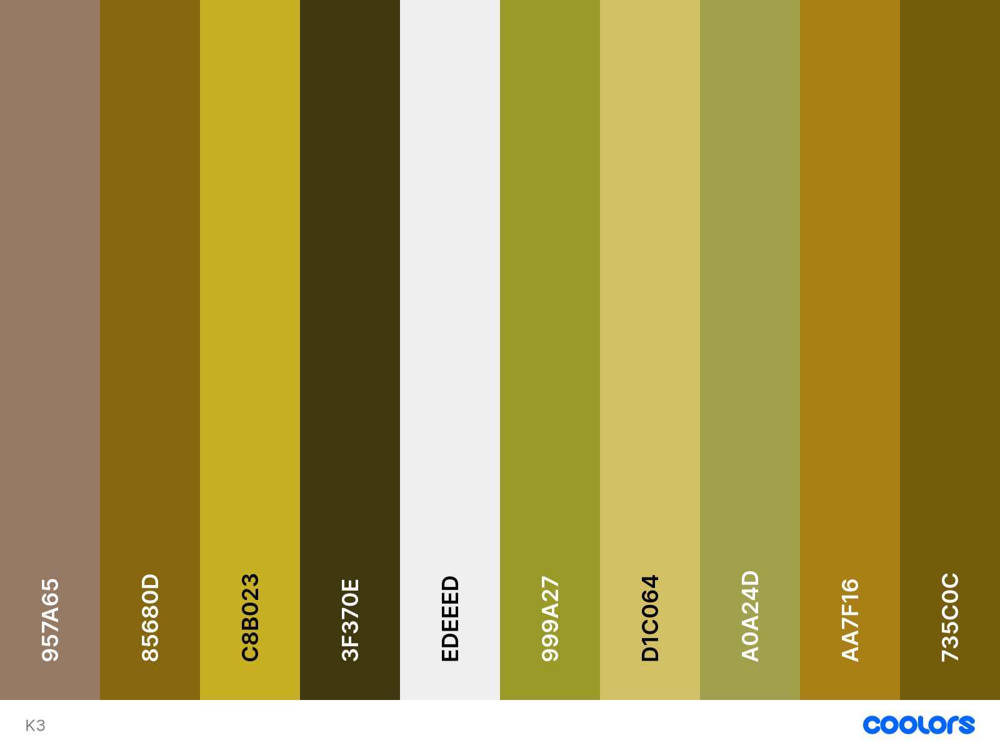 957A65
85680D
C8B023
3F370E
EDEEED
999A27
D1C064
A0A24D
AA7F16
735C0C
K3
coolors